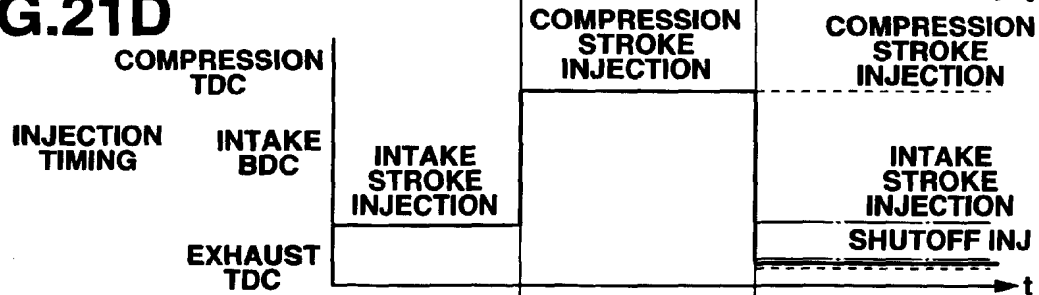 G.21D
COMPRESSION
TDC
INJECTION
TIMING
INTAKE
BDC
EXHAUST
TDC
INTAKE
STROKE
INJECTION
COMPRESSION
STROKE
INJECTION
COMPRESSION
STROKE
INJECTION
INTAKE
STROKE
INJECTION
SHUTOFF INJ
t